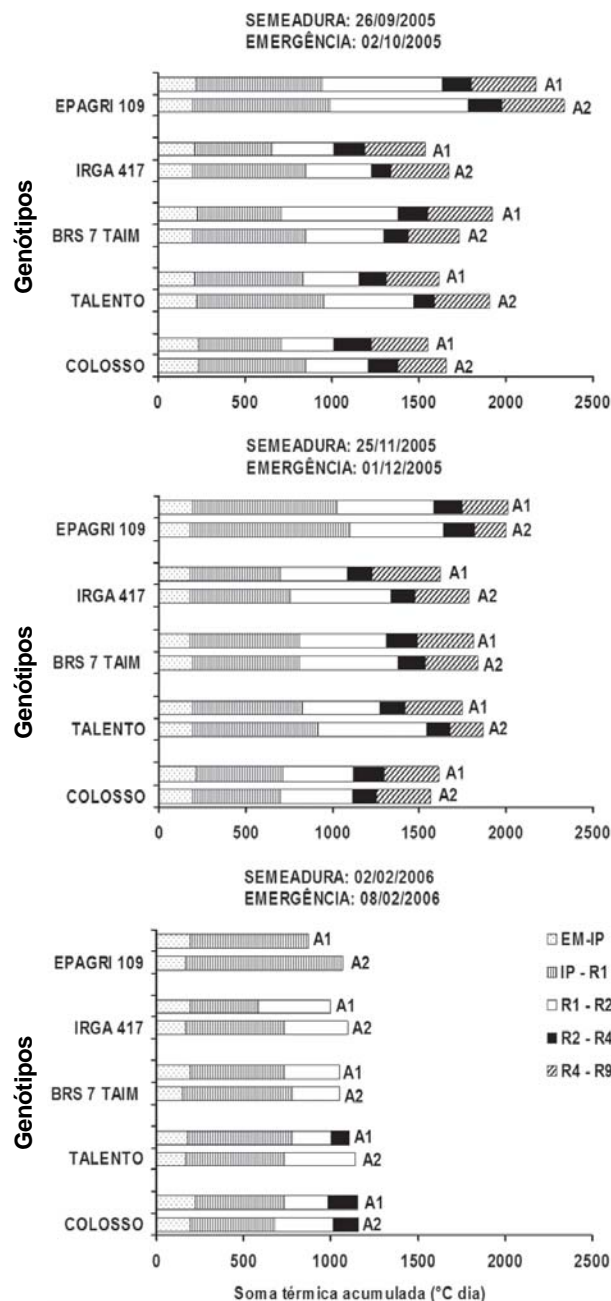 SEMEADURA: 26/09/2005
EMERGÊNCIA: 02/10/2005
Genótipos
A1
EPAGRI 109
A2
A1
IRGA 417
A2
A1
BRS 7 TAIM
A2
A1
TALENTO
A2
A1
COLOSSO
A2
0 500 1000 1500 2000 2500
SEMEADURA: 25/11/2005
EMERGÊNCIA: 01/12/2005
Genótipos
A1
EPAGRI 109
A2
A1
IRGA 417
A2
A1
BRS 7 TAIM
A2
A1
TALENTO
A2
A1
COLOSSO
A2
0 500 1000 1500 2000 2500
SEMEADURA: 02/02/2006
EMERGÊNCIA: 08/02/2006
Genótipos
A1
EPAGRI 109
A2
A1
IRGA 417
A2
A1
BRS 7 TAIM
A2
A1
TALENTO
A2
A1
COLOSSO
A2
EM-IP
IP - R1
R1 - R2
R2 - R4
R4 - R9
0 500 1000 1500 2000 2500
Soma térmica acumulada (°C dia)